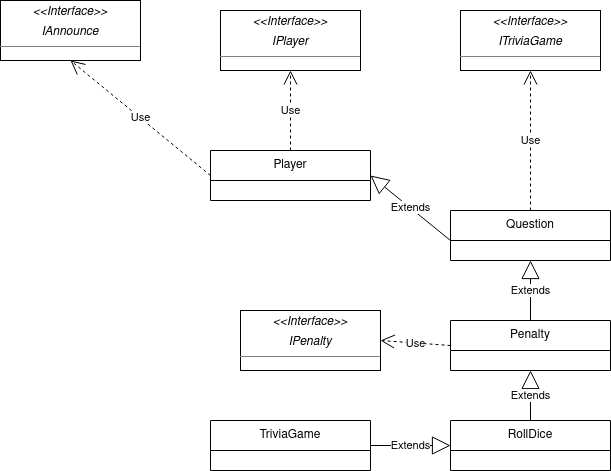 <<Interface>>
IAnnounce
<<Interface>>
IPlayer
<<Interface>>
ITriviaGame
Use
Use
Use
Player
Extends
Question
Extends
<<Interface>>
IPenalty
Use
Penalty
Extends
TriviaGame
Extends
RollDice